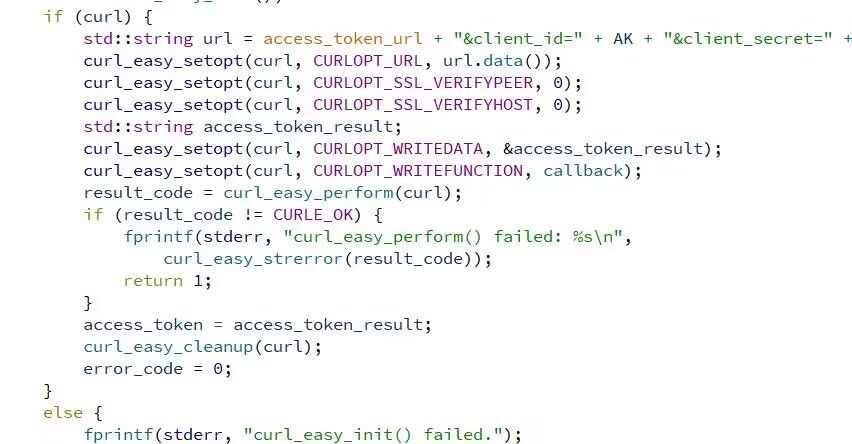 if (curl) {
std::string url = access_token_url + "&client_id=" + AK + "&client_secret=" +
curl_easy_setopt(curl, CURLOPT_URL, url.data());
curl_easy_setopt(curl, CURLOPT_SSL_VERIFYPEER, 0);
curl_easy_setopt(curl, CURLOPT_SSL_VERIFYHOST, 0);
std::string access_token_result;
curl_easy_setopt(curl, CURLOPT_WRITEDATA, &access_token_result);
curl_easy_setopt(curl, CURLOPT_WRITEFUNCTION, callback);
result_code = curl_easy_perform(curl);
if (result_code != CURLE_OK) {
fprintf(stderr, "curl_easy_perform() failed: %s\n",
curl_easy_strerror(result_code));
return 1;
}
access_token = access_token_result;
curl_easy_cleanup(curl);
error_code = 0;
}
else {
fprintf(stderr, "curl_easy_init() failed.");